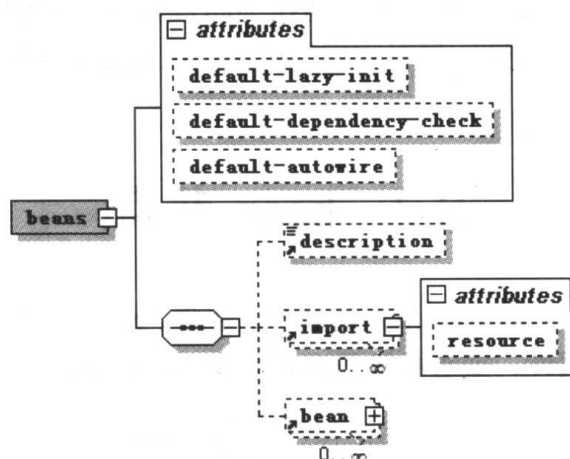 attributes
default-lazy-init
default-dependency-check
default-autowire
beans
description
import
0..∞
attributes
resource
bean
0..∞